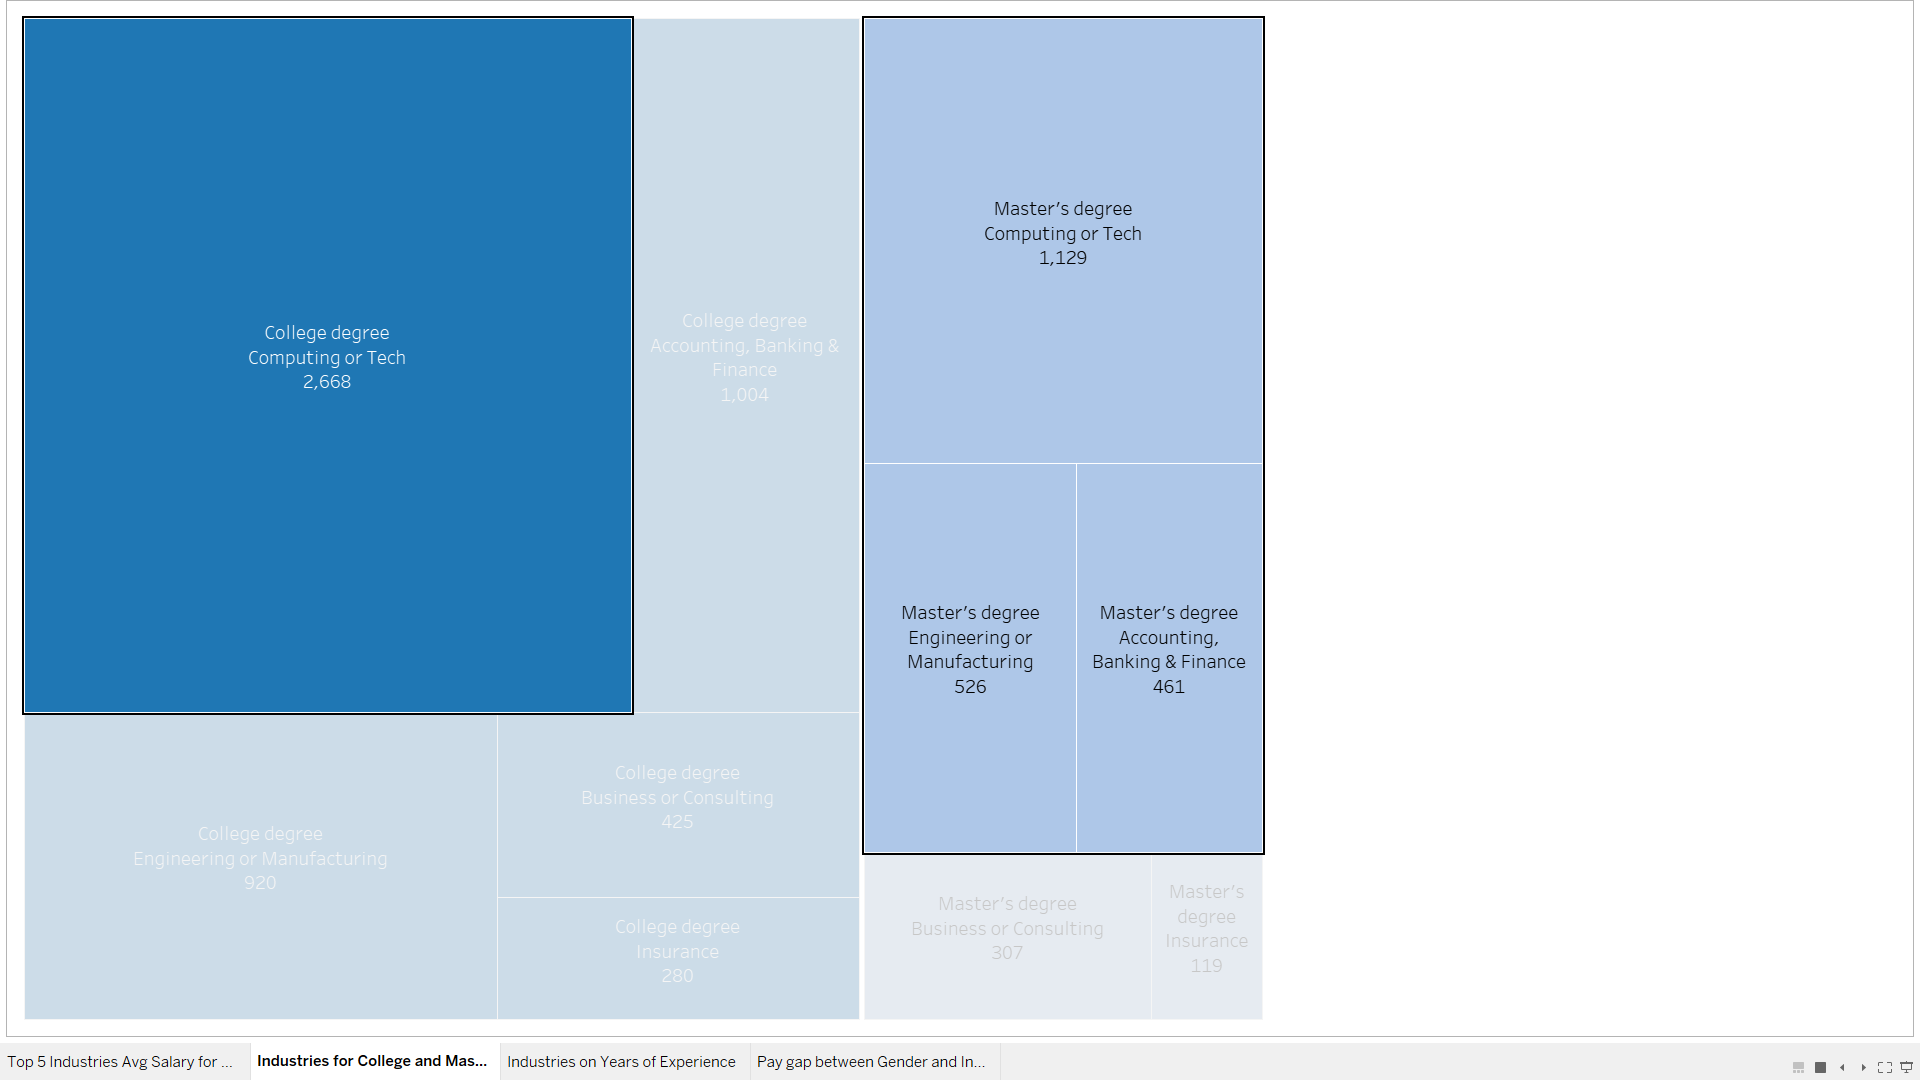 College degree
Computing or Tech
2,668
College degree
Accounting, Banking &
Finance
1,004
College degree
Engineering or Manufacturing
920
College degree
Business or Consulting
425
College degree
Insurance
280
Master’s degree
Computing or Tech
1,129
Master’s degree
Engineering or
Manufacturing
526
Master’s degree
Accounting,
Banking & Finance
461
Master’s degree
Business or Consulting
307
Master’s
degree
Insurance
119
Top 5 Industries Avg Salary for ...
Industries for College and Mas...
Industries on Years of Experience
Pay gap between Gender and In...